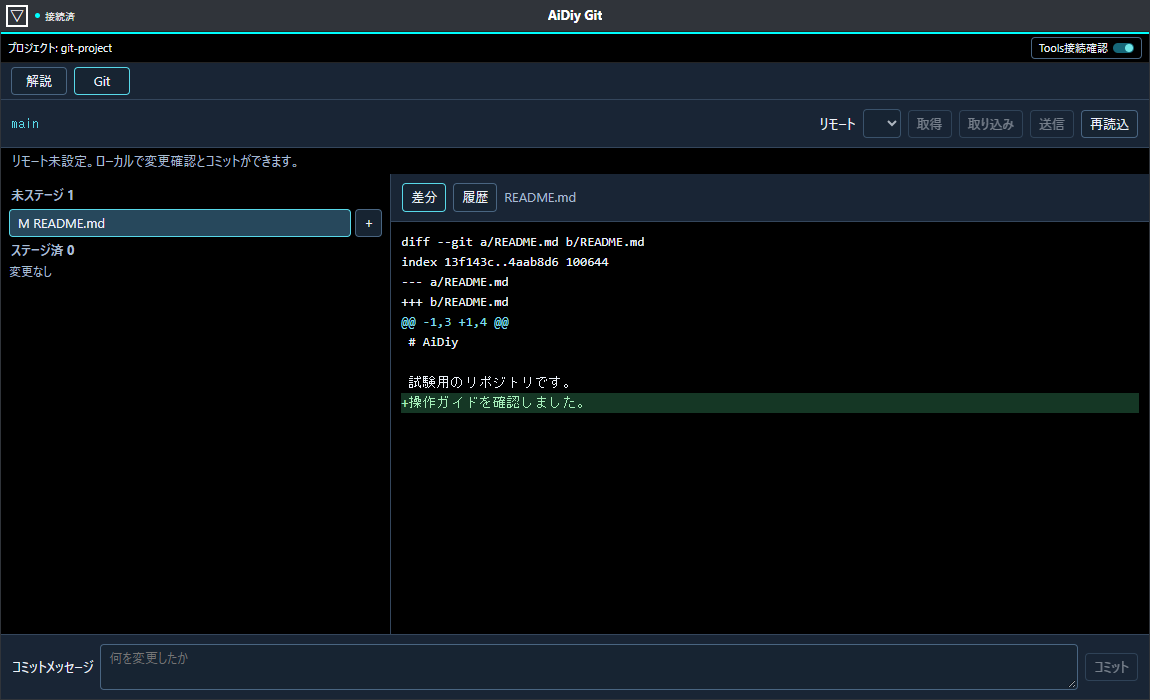 接続済
AiDiy Git
プロジェクト: git-project
Tools接続確認
解説
Git
main
リモート
取得
取り込み
送信
再読込
リモート未設定。ローカルで変更確認とコミットができます。
未ステージ 1
M README.md
+
ステージ済 0
変更なし
差分
履歴
README.md
diff --git a/README.md b/README.md
index 13f143c..4aab8d6 100644
--- a/README.md
+++ b/README.md
@@ -1,3 +1,4 @@
# AiDiy
試験用のリポジトリです。
+操作ガイドを確認しました。
コミットメッセージ
何を変更したか
コミット